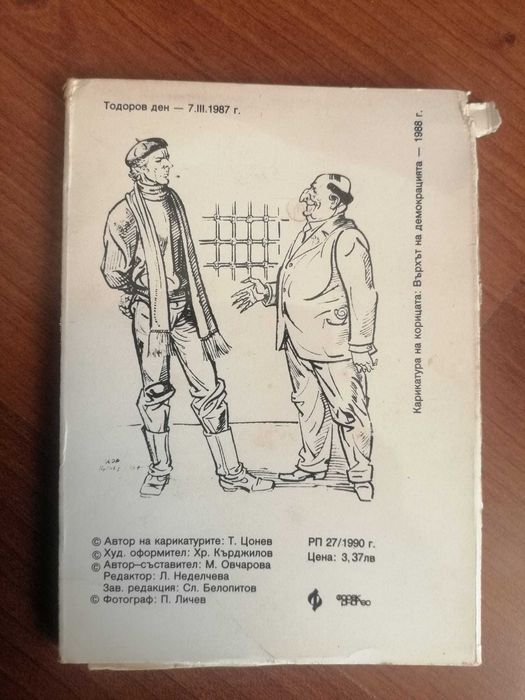 Тодоров ден — 7.III.1987 г.
Карикатура на корицата: Върхът на демокрацията — 1988 г.
© Автор на карикатурите: Т. Цонев
© Худ. оформител: Хр. Кърджилов
© Автор–съставител: М. Овчарова
Редактор: Л. Неделчева
Зав. редакция: Сл. Белопитов
© Фотограф: П. Личев
РП 27/1990 г.
Цена: 3,37лв